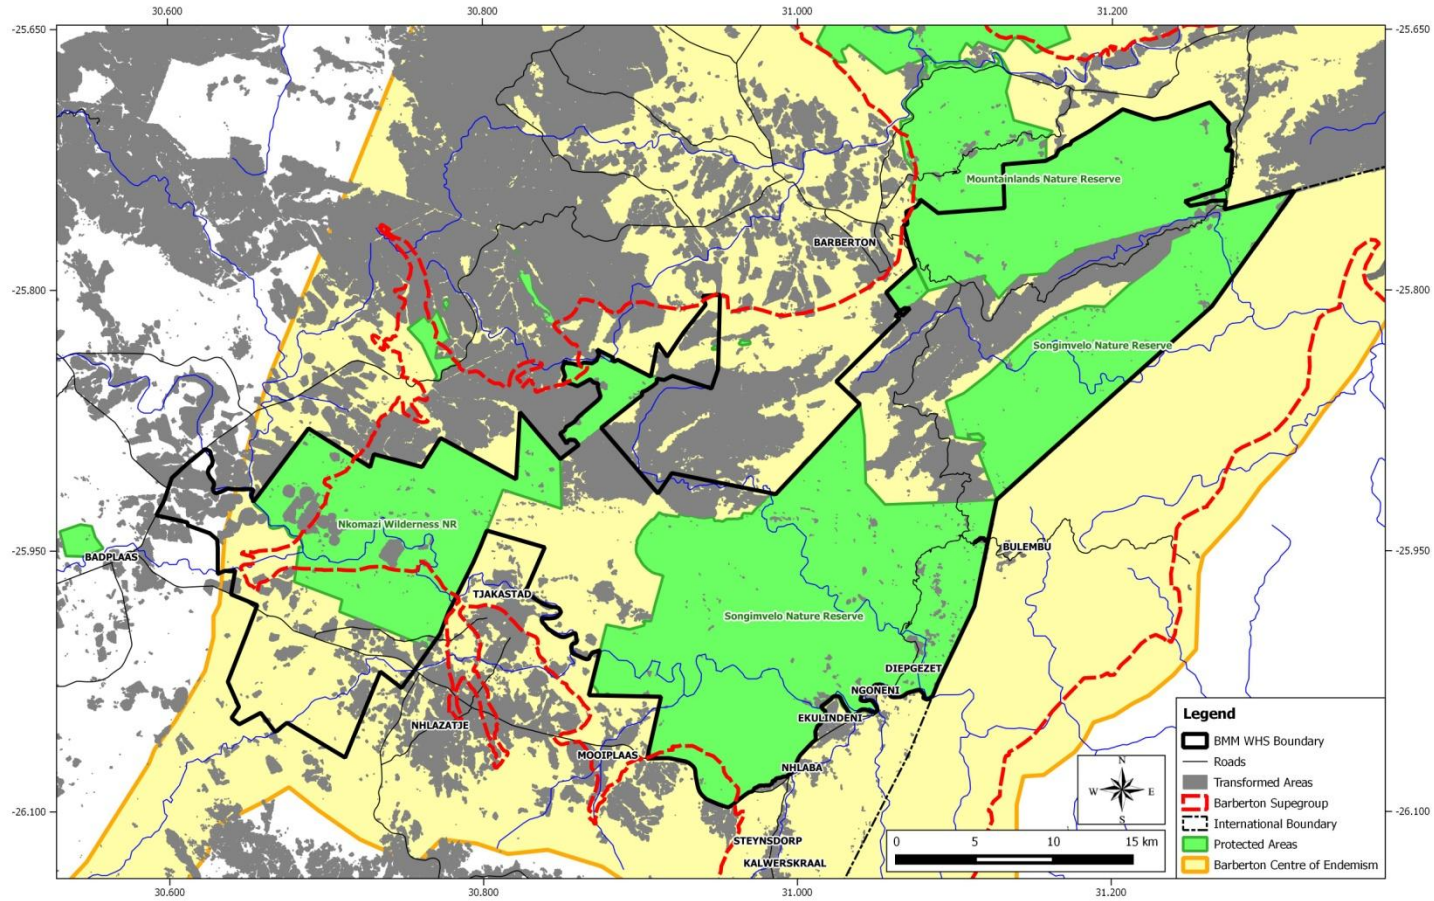 30.600 30.800 31.000 31.200
-25.650 -25.650
Mountainlands Nature Reserve
BARBERTON
-25.800 -25.800
Songimvelo Nature Reserve
Nkomazi Wilderness NR
BADPLAAS
-25.950 -25.950
BULEMBU
TJAKASTAD
Songimvelo Nature Reserve
DIEPGEZET
NGONENI
EKULINDENI
NHLAZATJE
MOOIPLAAS
NHLABA
STEYNSDORP
KALWERSKRAAL
-26.100 -26.100
N
W E
S
0 5 10 15 km
Legend
BMM WHS Boundary
Roads
Transformed Areas
Barberton Supegroup
International Boundary
Protected Areas
Barberton Centre of Endemism
30.600 30.800 31.000 31.200